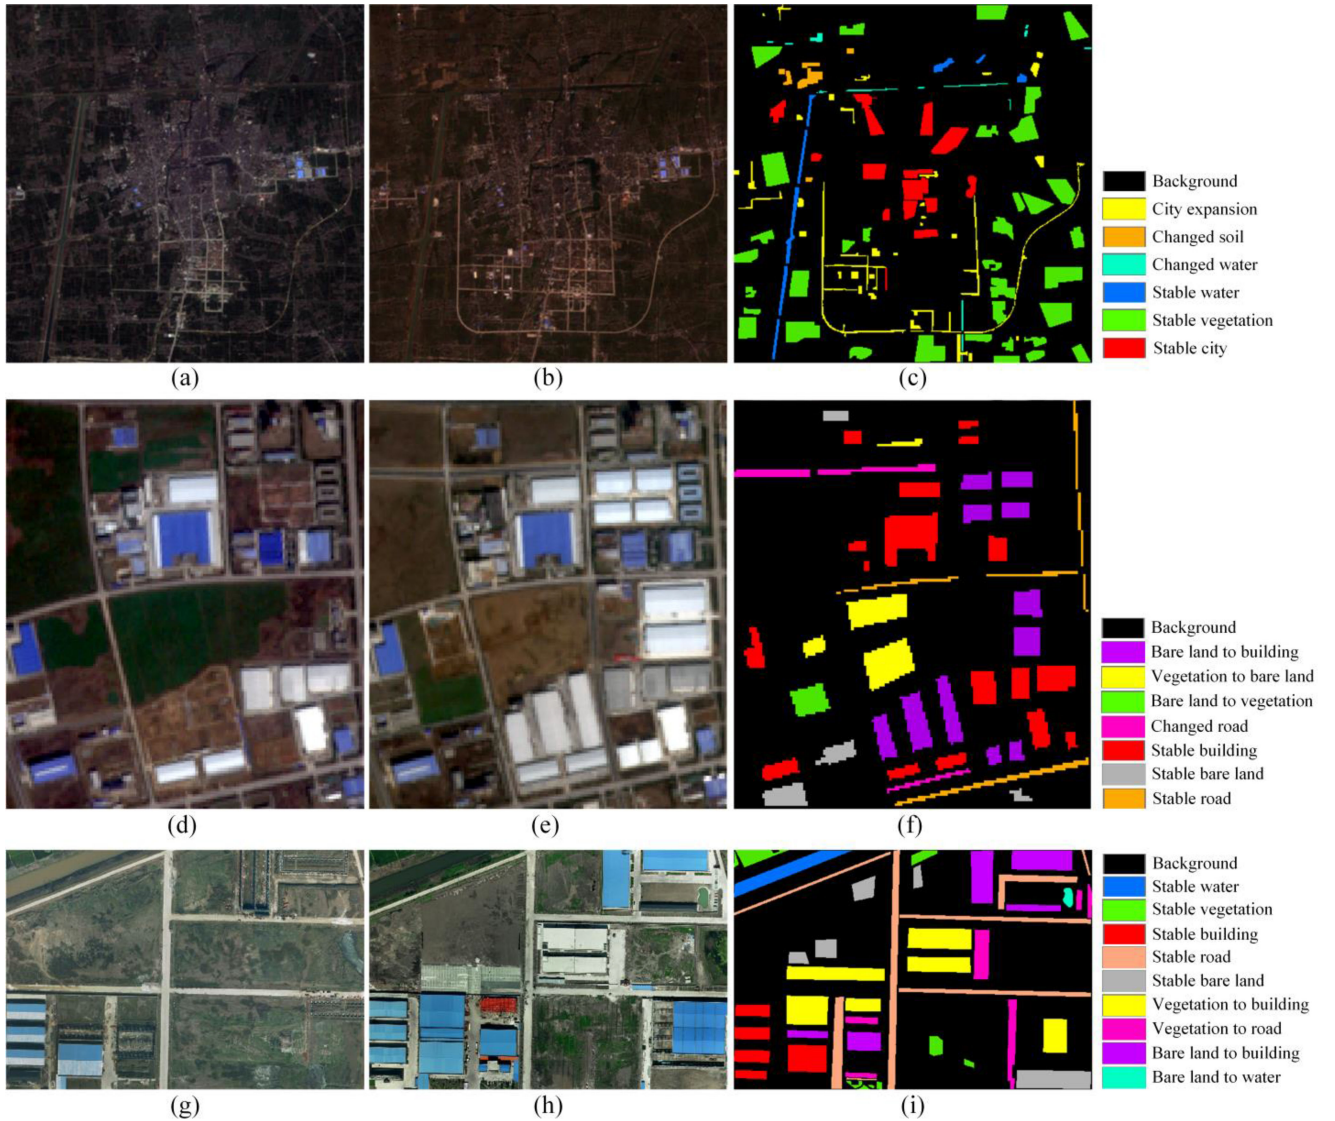 Background
City expansion
Changed soil
Changed water
Stable water
Stable vegetation
Stable city
(a)
(b)
(c)
Background
Bare land to building
Vegetation to bare land
Bare land to vegetation
Changed road
Stable building
Stable bare land
Stable road
(d)
(e)
(f)
Background
Stable water
Stable vegetation
Stable building
Stable road
Stable bare land
Vegetation to building
Vegetation to road
Bare land to building
Bare land to water
(g)
(h)
(i)